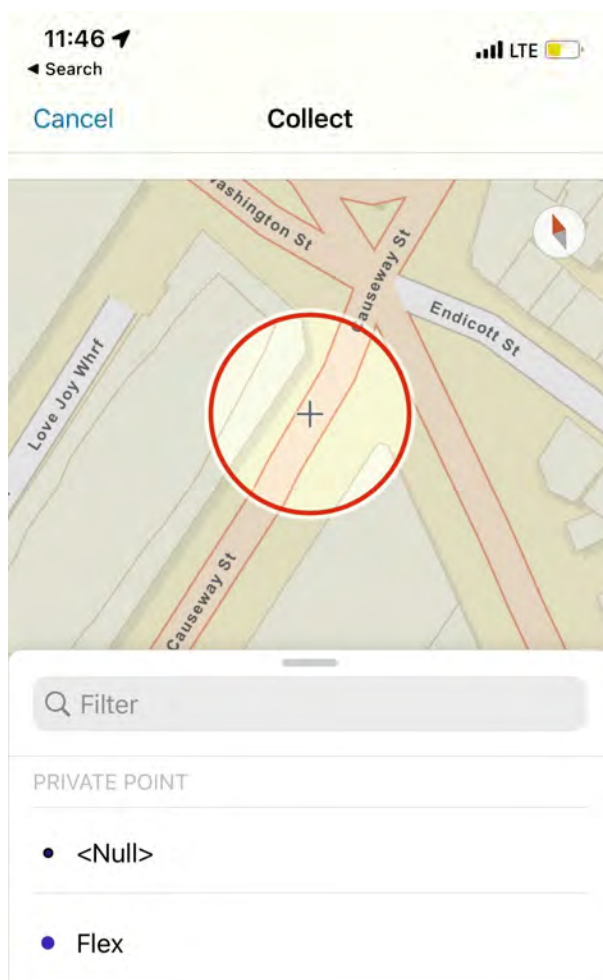 11:46
LTE
◄ Search
Cancel
Collect
ashington St
Causeway St
Endicott St
Love Joy Whrf
Causeway St
Filter
PRIVATE POINT
<Null>
Flex